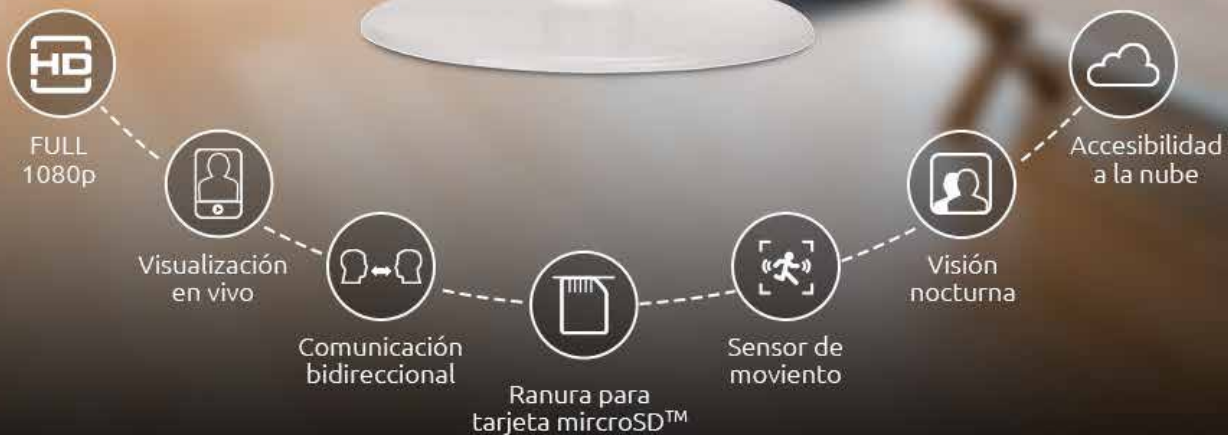 HD
FULL
1080p
Visualización
en vivo
Comunicación
bidireccional
Ranura para
tarjeta mircroSD™
Sensor de
moviento
Visión
nocturna
Accesibilidad
a la nube